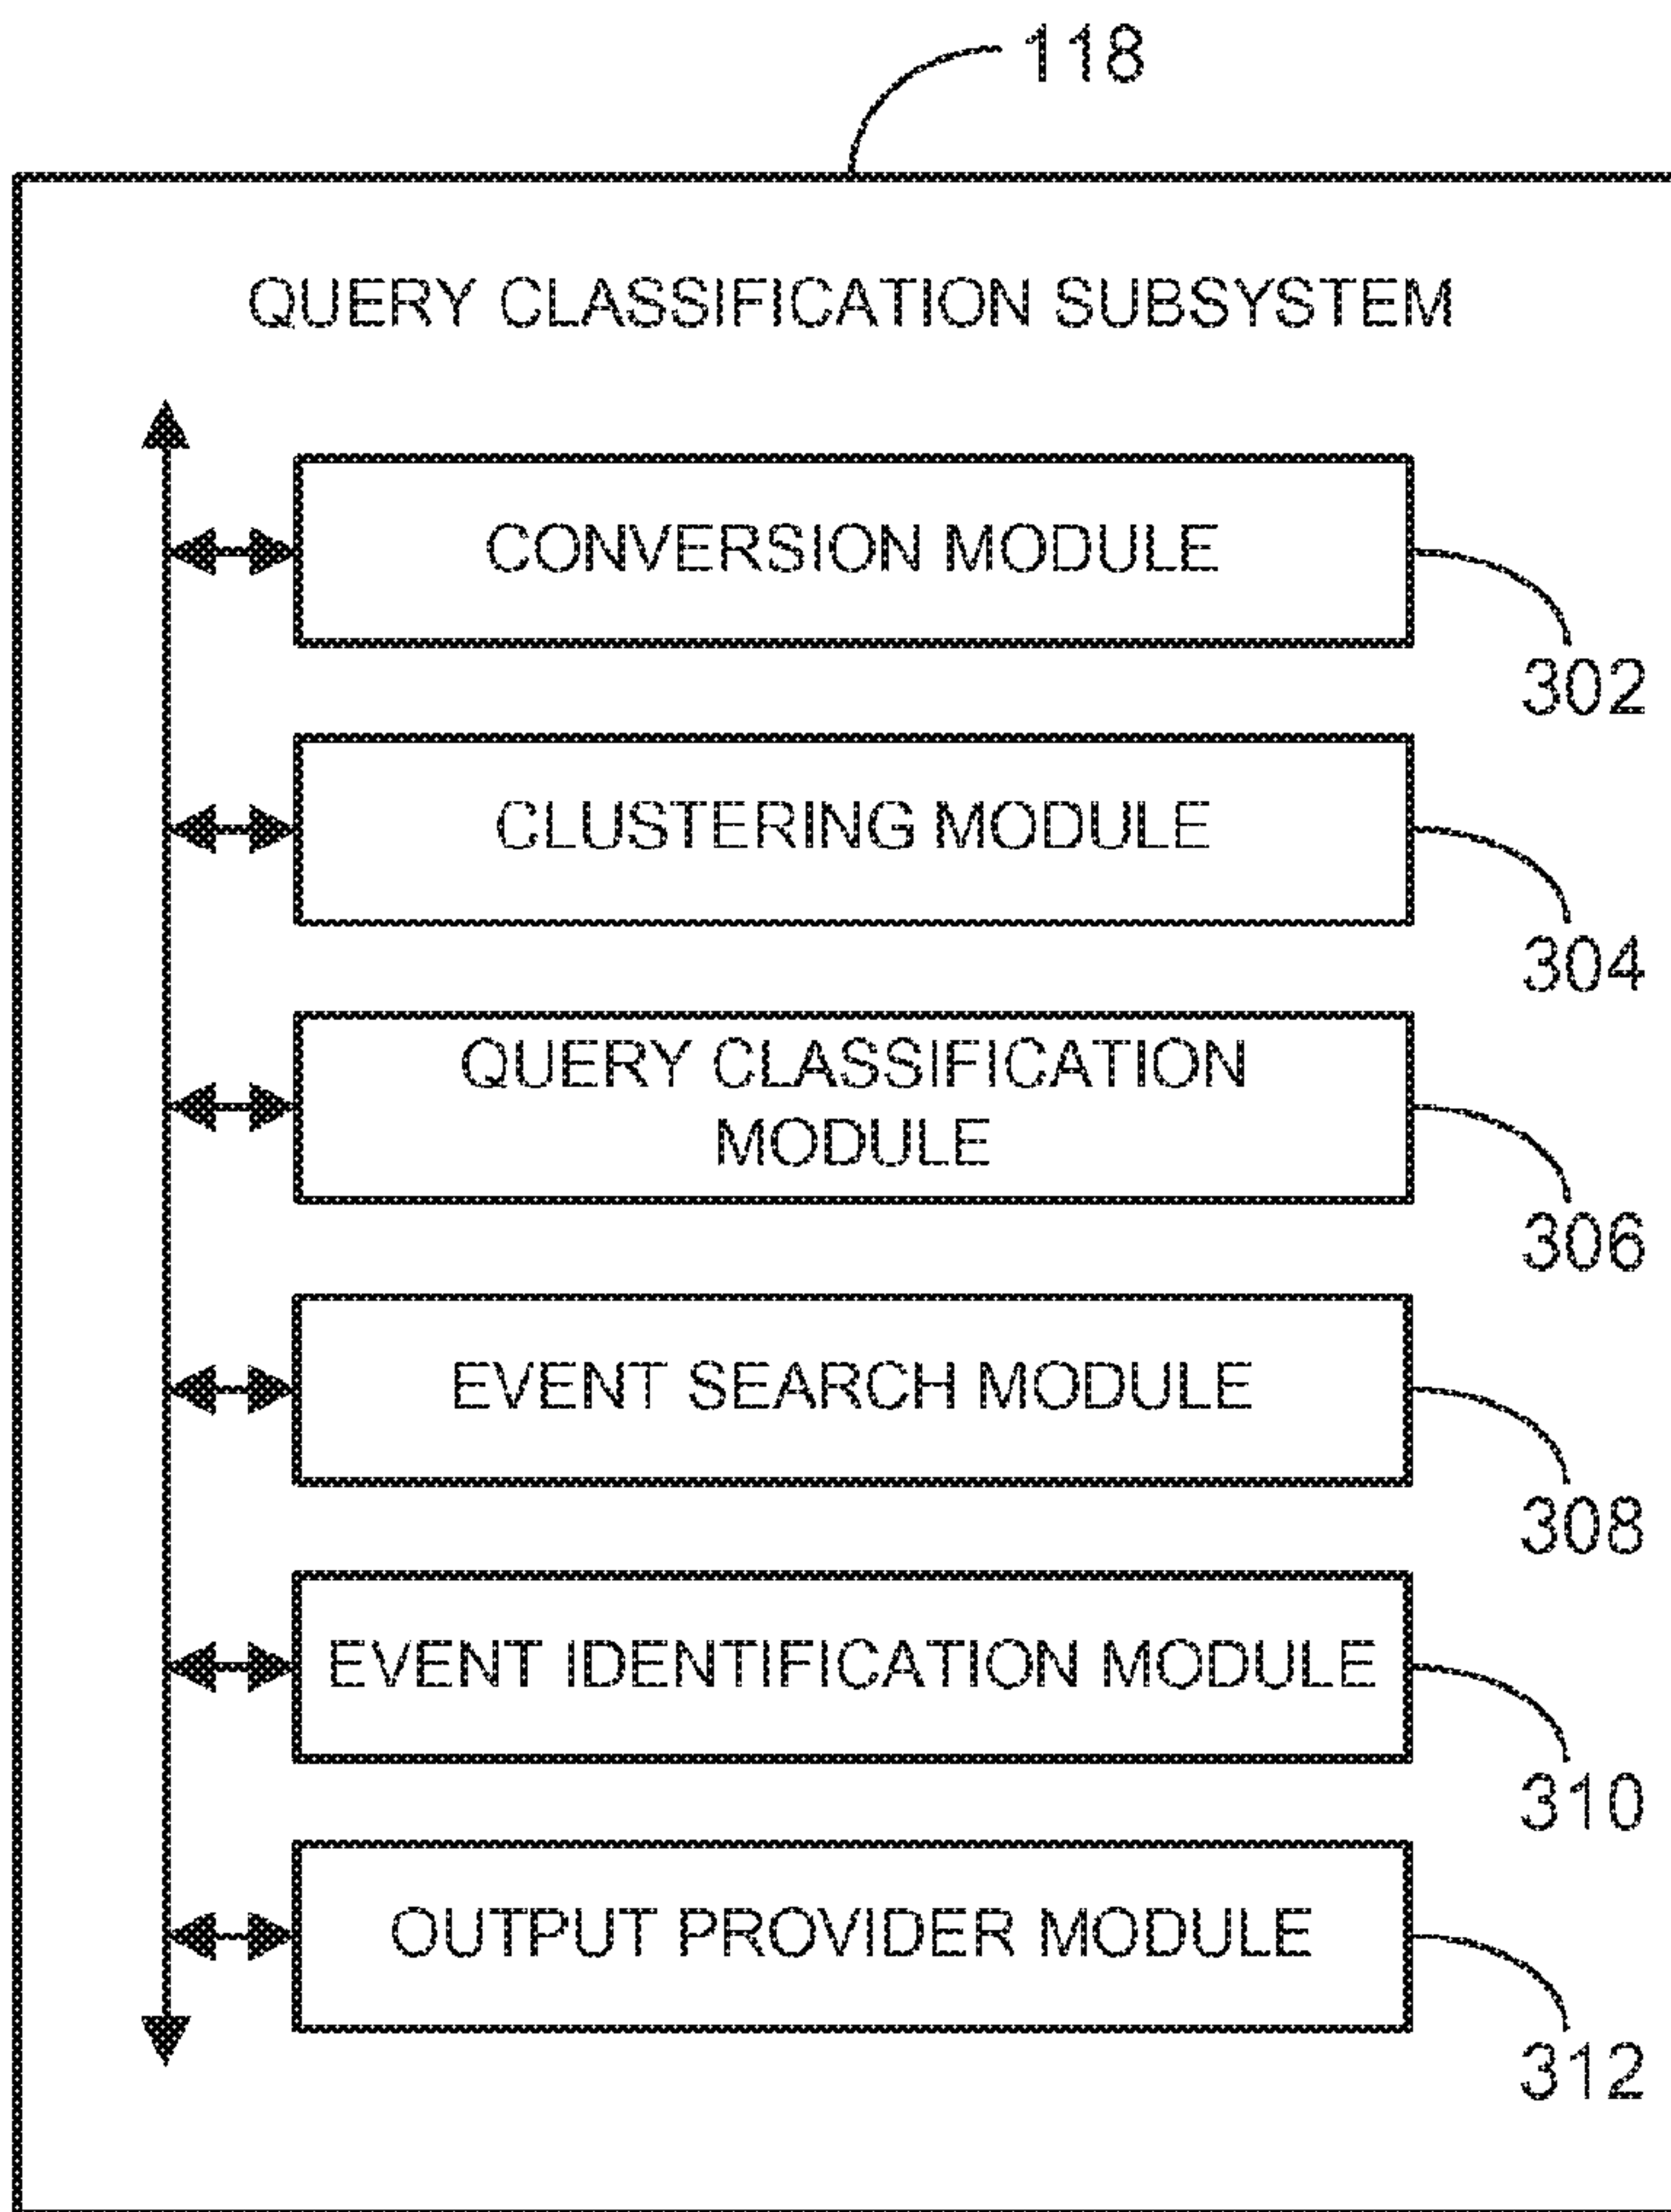 118
QUERY CLASSIFICATION SUBSYSTEM
CONVERSION MODULE
302
CLUSTERING MODULE
304
QUERY CLASSIFICATION
MODULE
306
EVENT SEARCH MODULE
308
EVENT IDENTIFICATION MODULE
310
OUTPUT PROVIDER MODULE
312